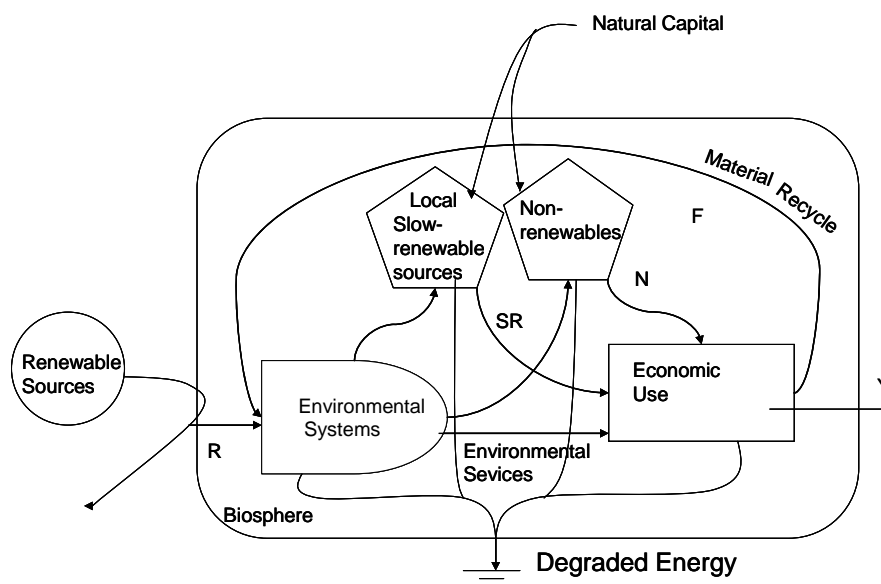 Natural Capital
Material Recycle
Local
Slow-
renewable
sources
Non-
renewables
F
N
SR
Renewable
Sources
Economic
Use
Environmental
Systems
R
Environmental
Sevices
Biosphere
Degraded Energy